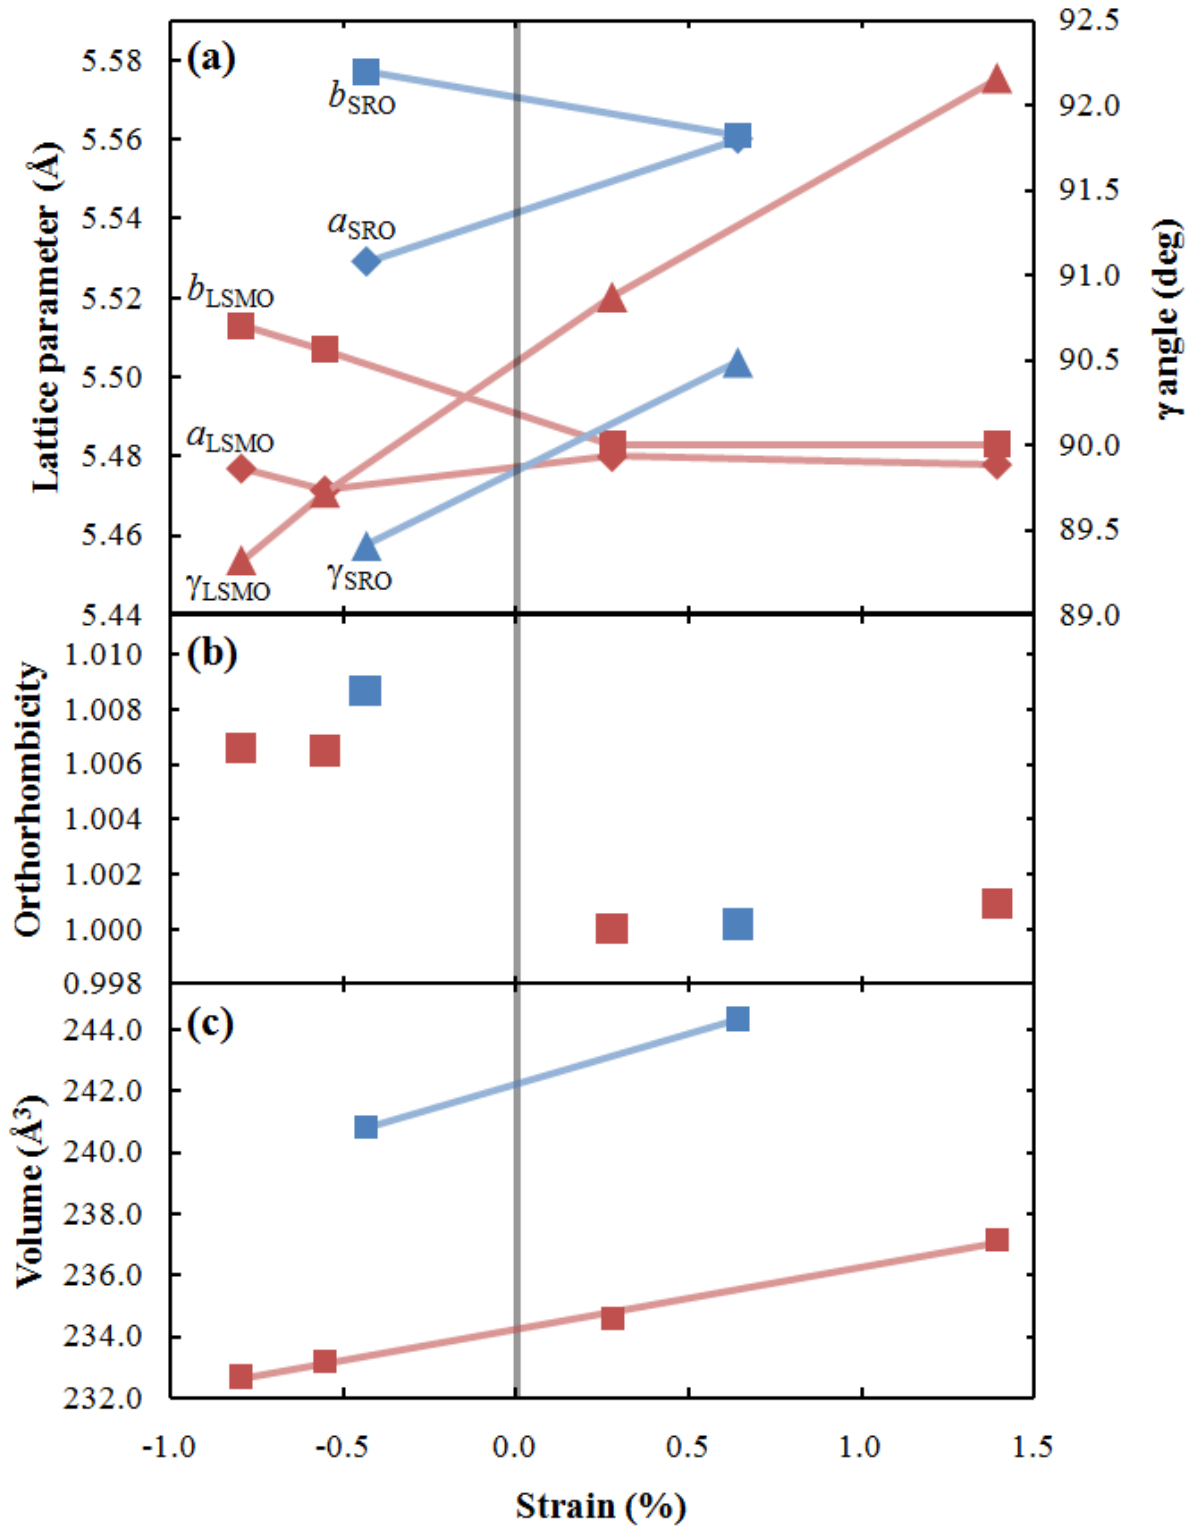 (a)
5.58
5.56
5.54
5.52
5.50
5.48
5.46
5.44
Lattice parameter (Å)
92.5
92.0
91.5
91.0
90.5
90.0
89.5
89.0
γ angle (deg)
bSRO
aSRO
bLSMO
aLSMO
γLSMO
γSRO
(b)
1.010
1.008
1.006
1.004
1.002
1.000
0.998
Orthorhombicity
(c)
244.0
242.0
240.0
238.0
236.0
234.0
232.0
Volume (Å³)
-1.0 -0.5 0.0 0.5 1.0 1.5
Strain (%)